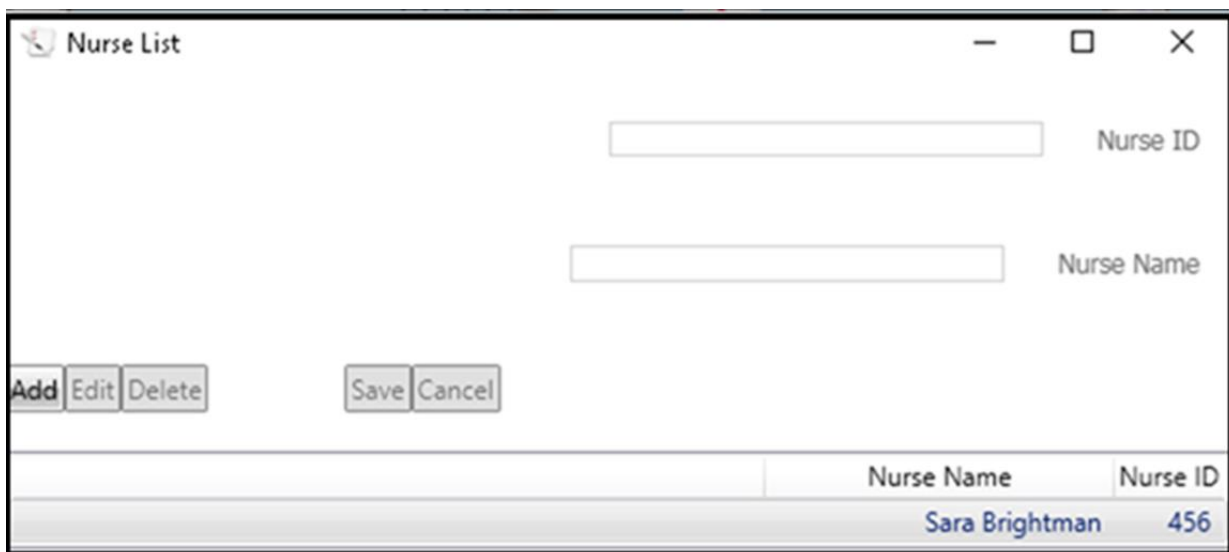 Nurse List
Nurse ID
Nurse Name
Add Edit Delete Save Cancel
Nurse Name Nurse ID
Sara Brightman 456